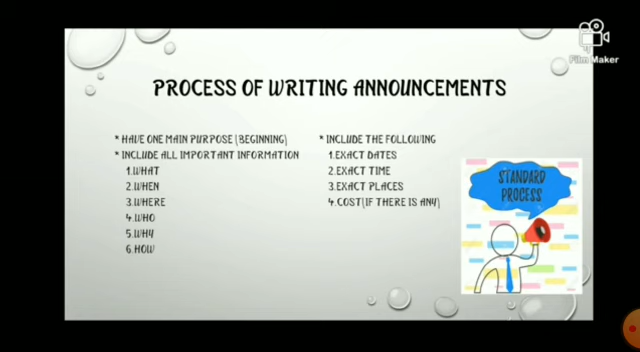 Film Maker
PROCESS OF WRITING ANNOUNCEMENTS
* HAVE ONE MAIN PURPOSE (BEGINNING)
* INCLUDE ALL IMPORTANT INFORMATION
1.WHAT
2.WHEN
3.WHERE
4.WHO
5.WHY
6.HOW
* INCLUDE THE FOLLOWING
1.EXACT DATES
2.EXACT TIME
3.EXACT PLACES
4.COST(IF THERE IS ANY)
STANDARD
PROCESS